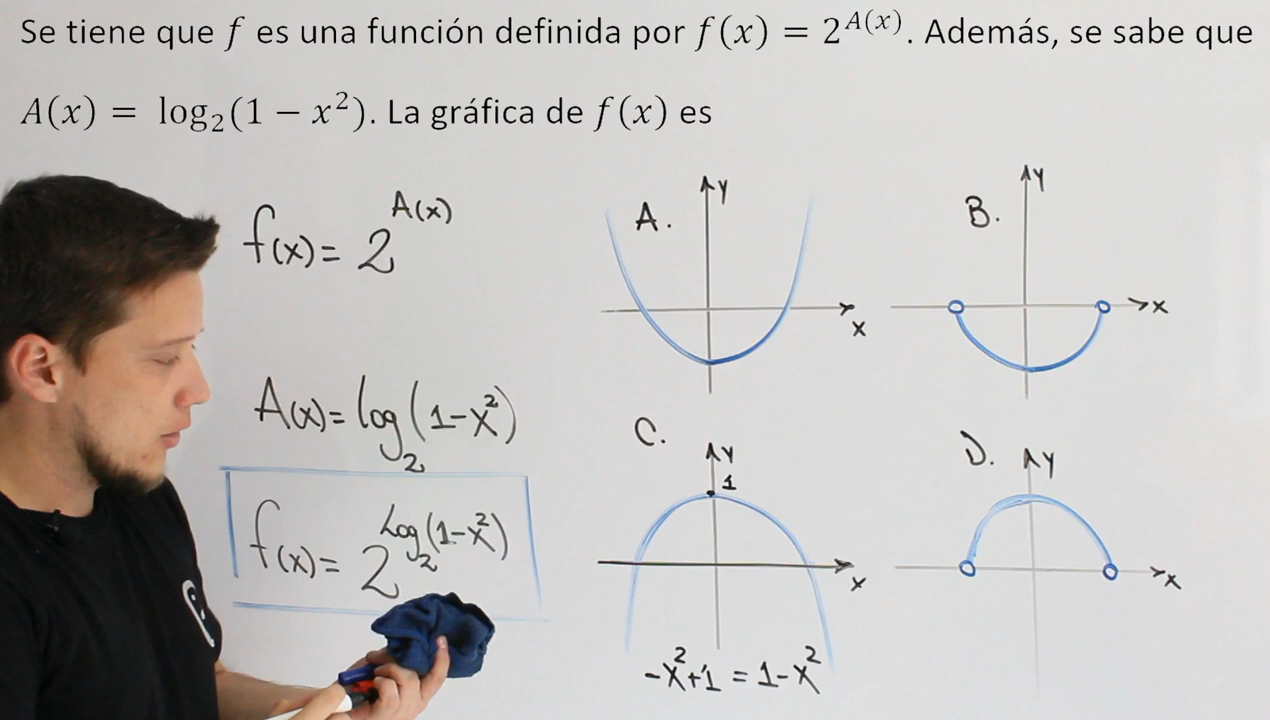 Se tiene que f es una función definida por f(x) = 2^{A(x)}. Además, se sabe que
A(x) = log₂(1 − x²). La gráfica de f(x) es
f(x) = 2^{A(x)}
A(x) = log₂(1-x²)
f(x) = 2^{Log₂(1-x²)}
A.
y
x
B.
y
x
C.
y
1
x
-x²+1 = 1-x²
D.
y
x